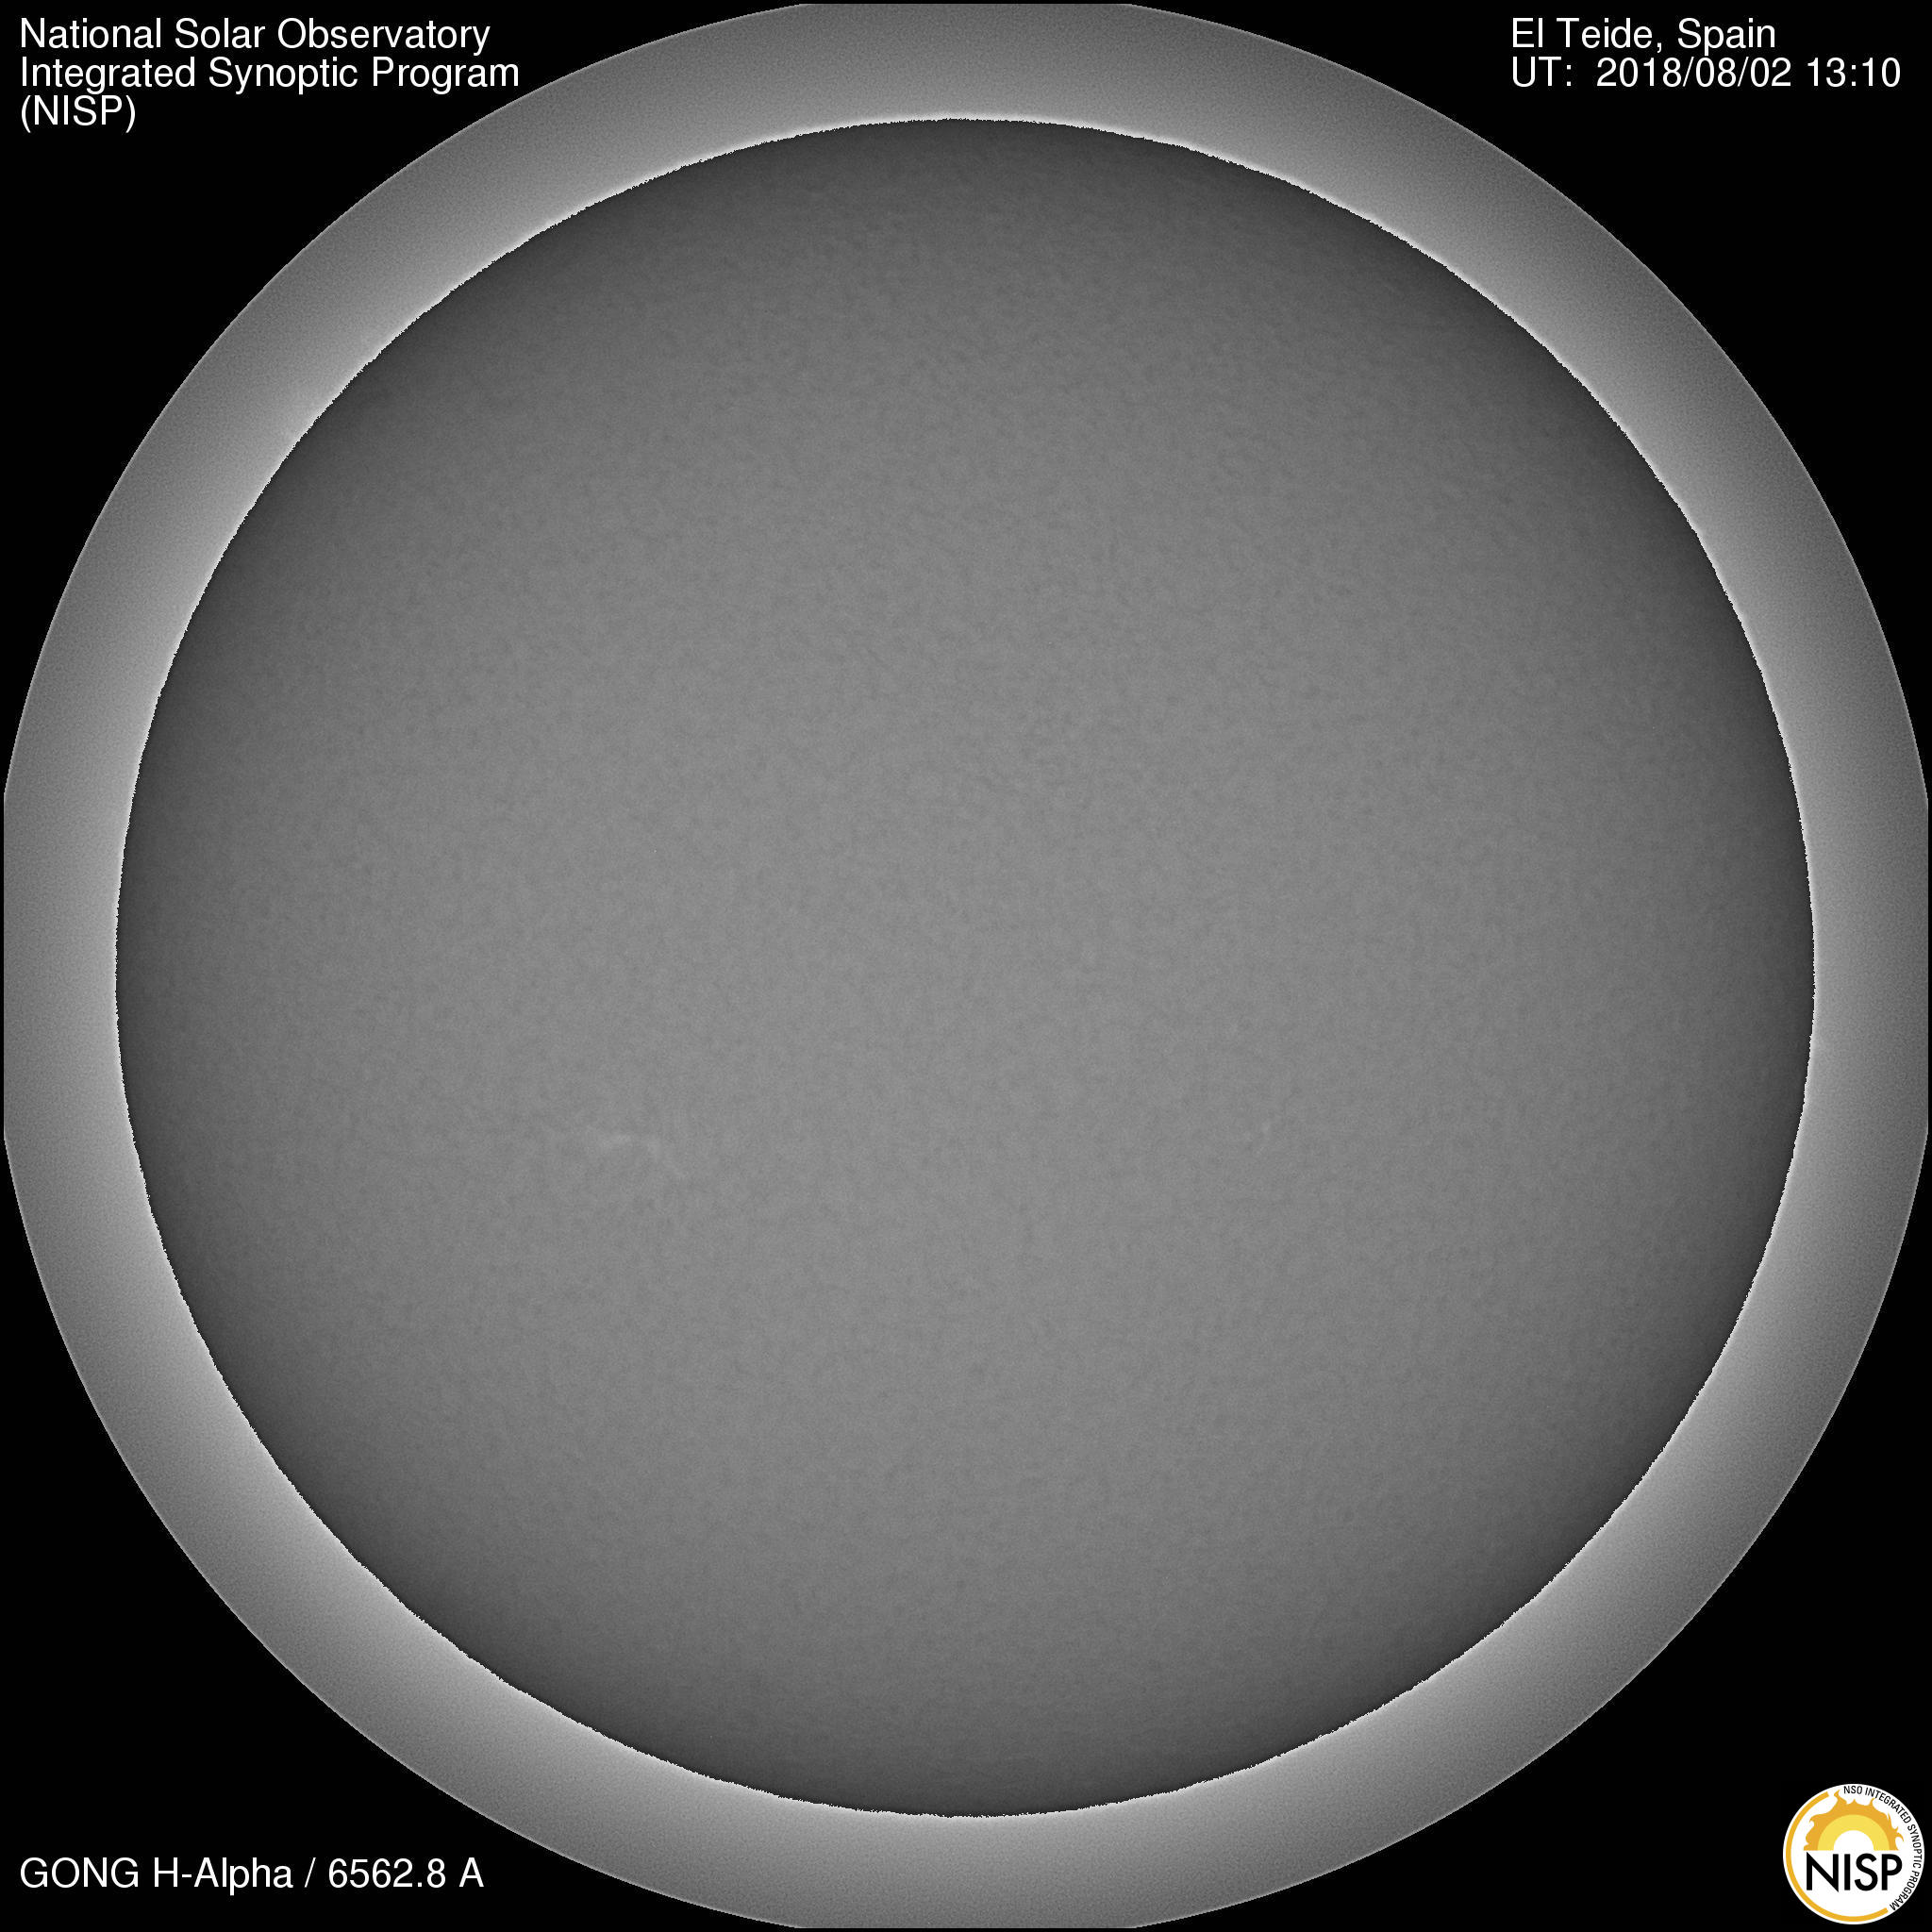 National Solar Observatory
Integrated Synoptic Program
(NISP)
El Teide, Spain
UT: 2018/08/02 13:10
GONG H-Alpha / 6562.8 A
NSO INTEGRATED SYNOPTIC PROGRAM
NISP